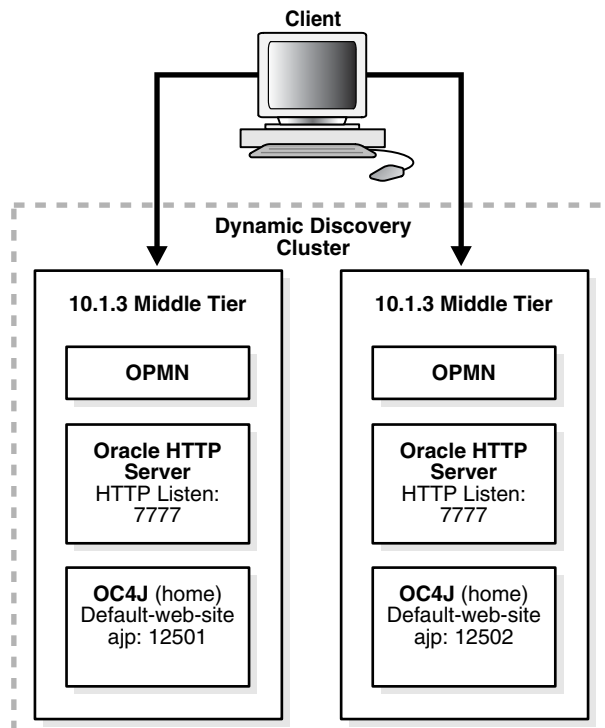 Client
Dynamic Discovery
Cluster
10.1.3 Middle Tier
OPMN
Oracle HTTP
Server
HTTP Listen:
7777
OC4J (home)
Default-web-site
ajp: 12501
10.1.3 Middle Tier
OPMN
Oracle HTTP
Server
HTTP Listen:
7777
OC4J (home)
Default-web-site
ajp: 12502